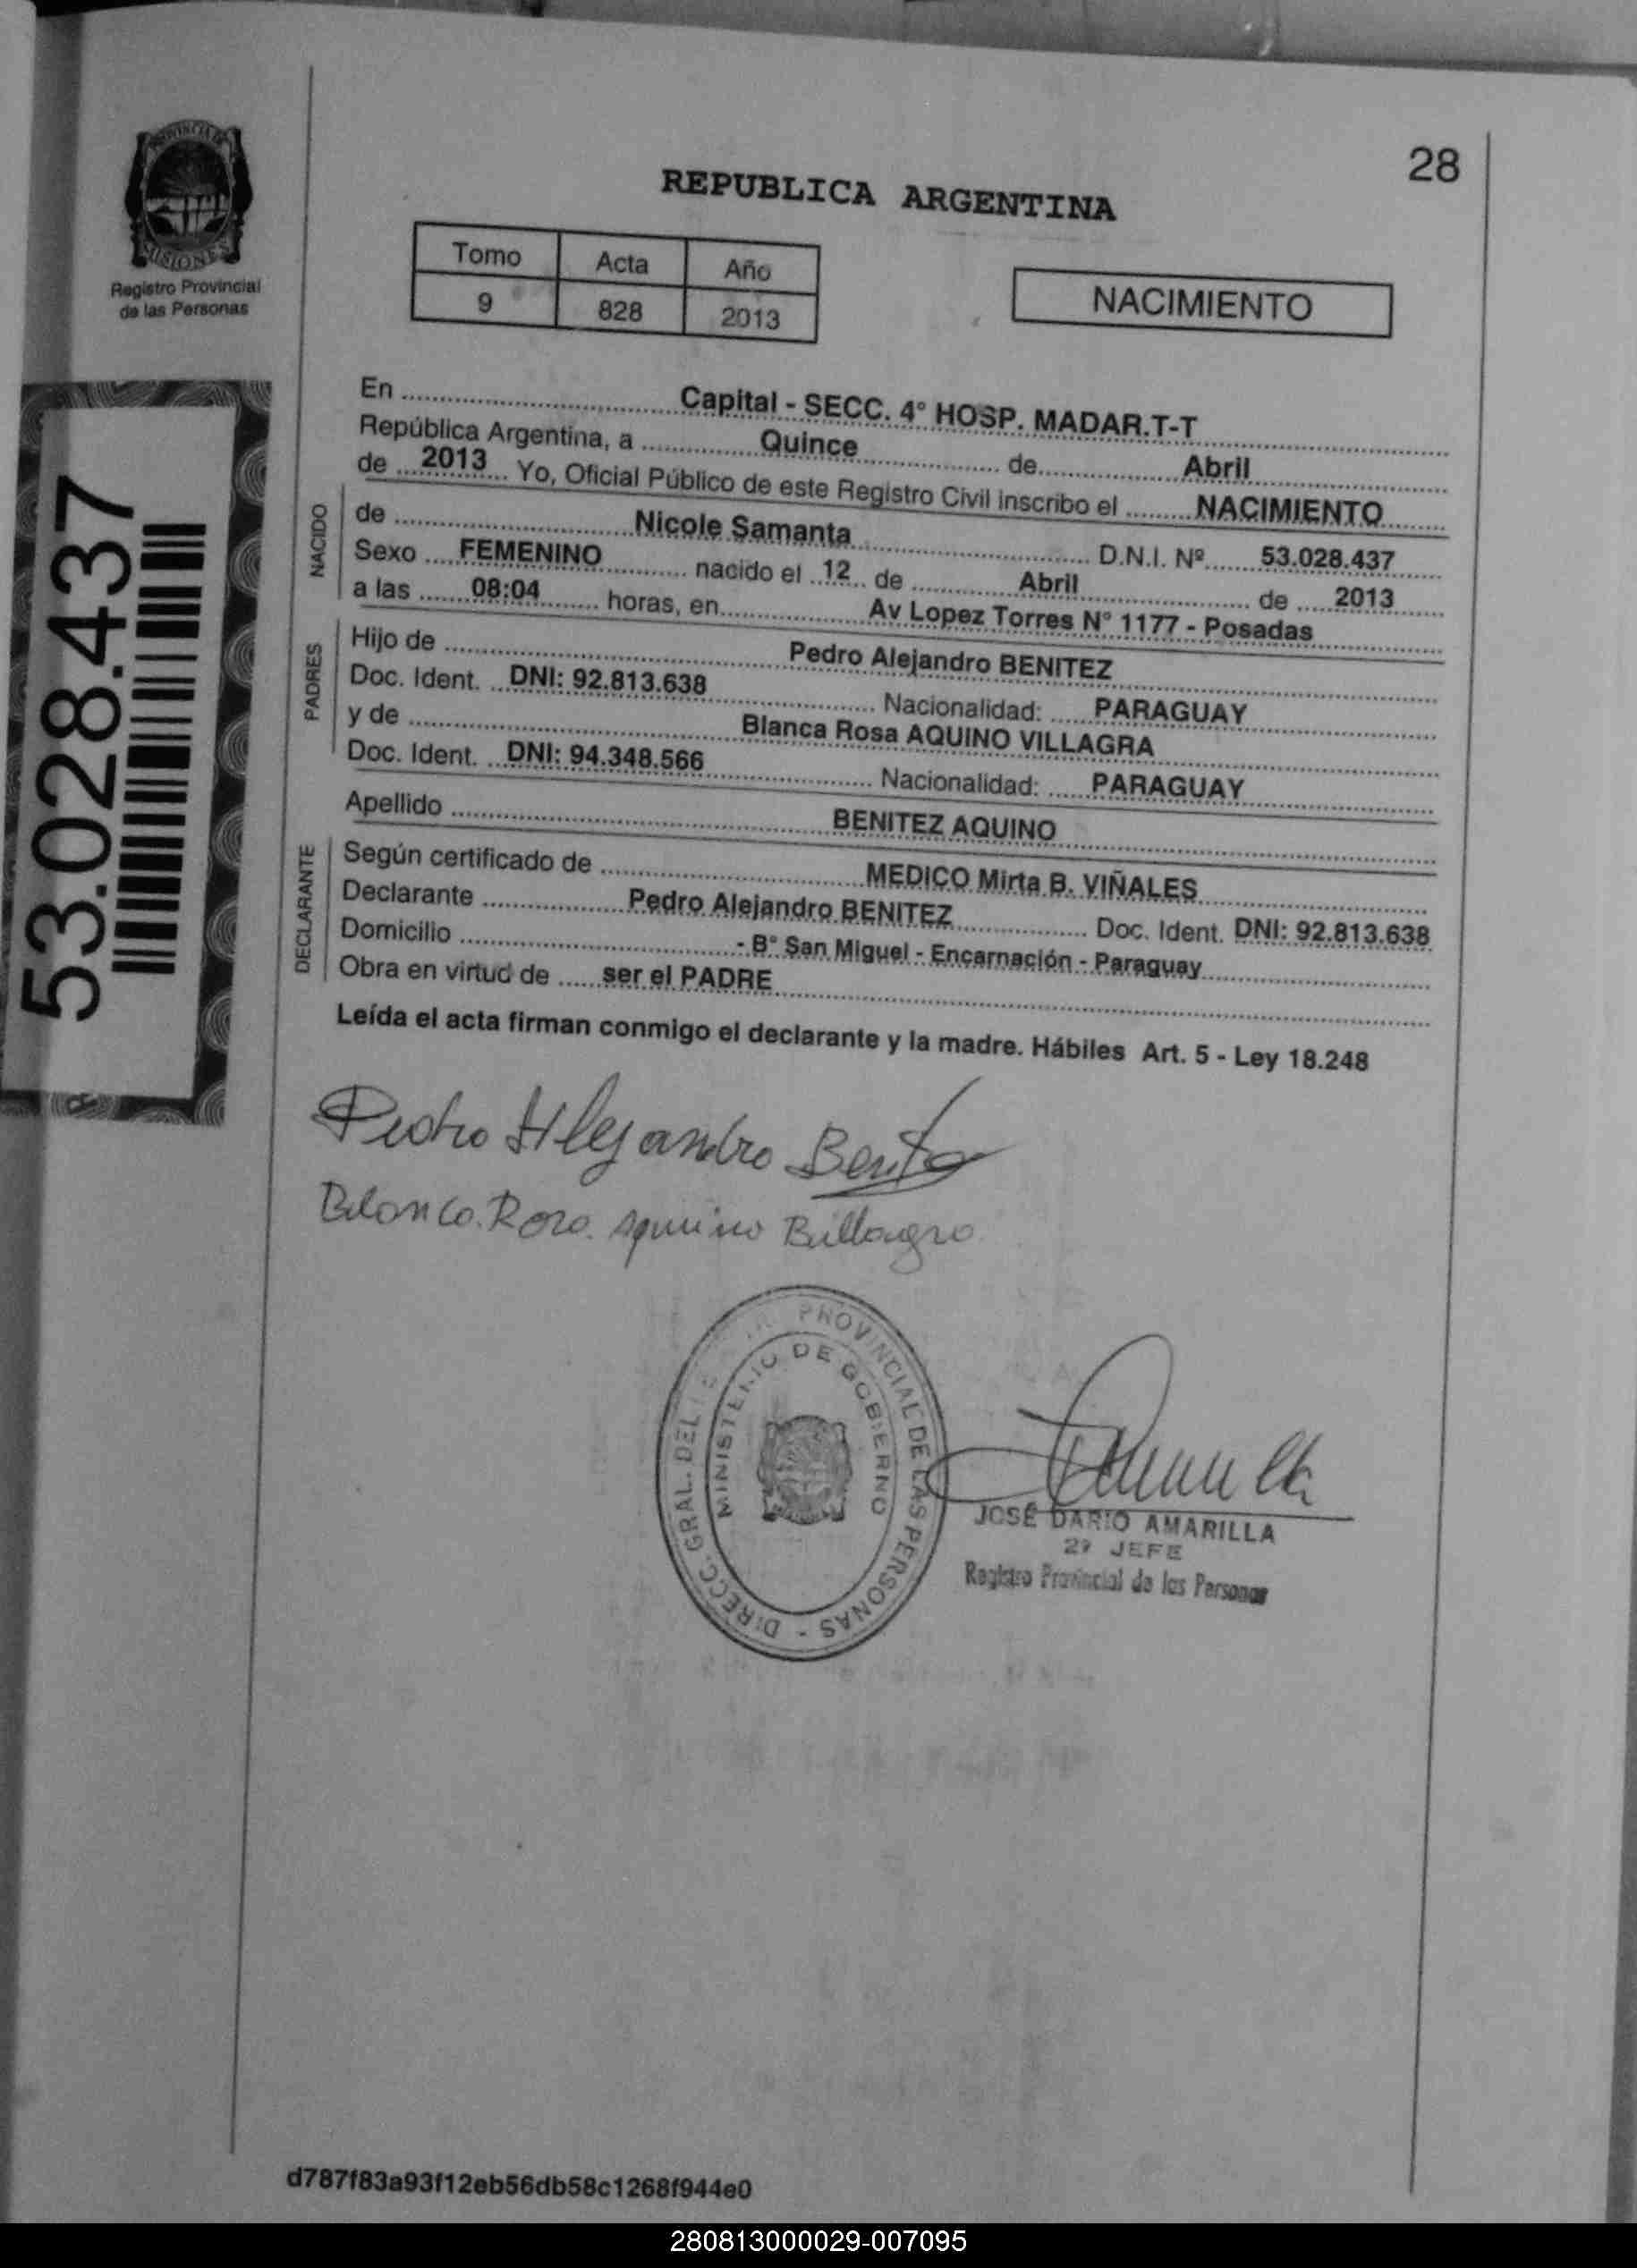 PROVINCIA DE
MISIONES
Registro Provincial
de las Personas
28
REPUBLICA ARGENTINA
Tomo Acta Año
9 828 2013
NACIMIENTO
53.028.437
En Capital - SECC. 4° HOSP. MADAR.T-T
República Argentina, a Quince de Abril
de 2013 Yo, Oficial Público de este Registro Civil inscribo el NACIMIENTO
NACIDO
de Nicole Samanta D.N.I. Nº 53.028.437
Sexo FEMENINO nacido el 12 de Abril de 2013
a las 08:04 horas, en Av Lopez Torres N° 1177 - Posadas
PADRES
Hijo de Pedro Alejandro BENITEZ
Doc. Ident. DNI: 92.813.638 Nacionalidad: PARAGUAY
y de Blanca Rosa AQUINO VILLAGRA
Doc. Ident. DNI: 94.348.566 Nacionalidad: PARAGUAY
Apellido BENITEZ AQUINO
DECLARANTE
Según certificado de MEDICO Mirta B. VIÑALES
Declarante Pedro Alejandro BENITEZ Doc. Ident. DNI: 92.813.638
Domicilio - B° San Miguel - Encarnación - Paraguay
Obra en virtud de ser el PADRE
Leída el acta firman conmigo el declarante y la madre. Hábiles Art. 5 - Ley 18.248
Pedro Alejandro
Blanca Rosa Aquino Billagra
DIRECC. GRAL. DEL PROVINCIAL DE LAS PERSONAS -
MINISTERIO DE GOBIERNO
JOSÉ DARIO AMARILLA
2º JEFE
Registro Provincial de las Personas
d787f83a93f12eb56db58c1268f944e0
280813000029-007095